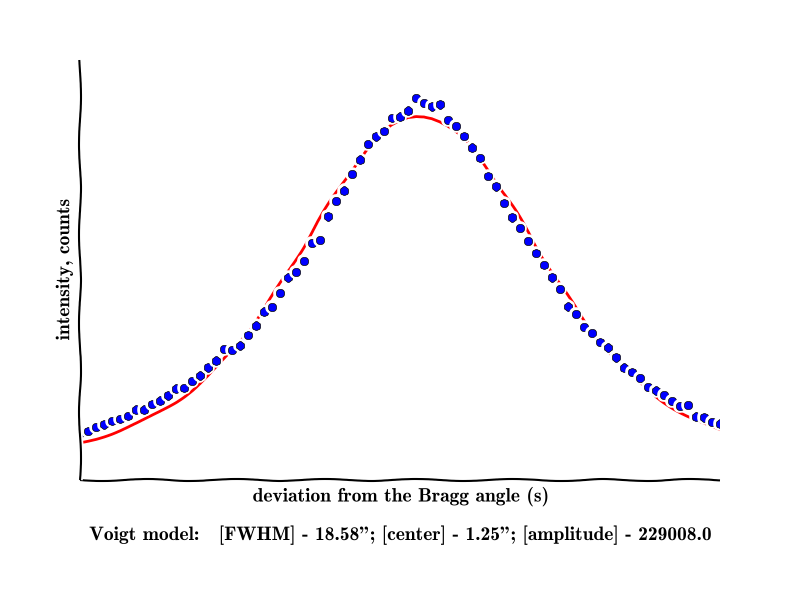 intensity, counts
deviation from the Bragg angle (s)
Voigt model: [FWHM] - 18.58”; [center] - 1.25”; [amplitude] - 229008.0